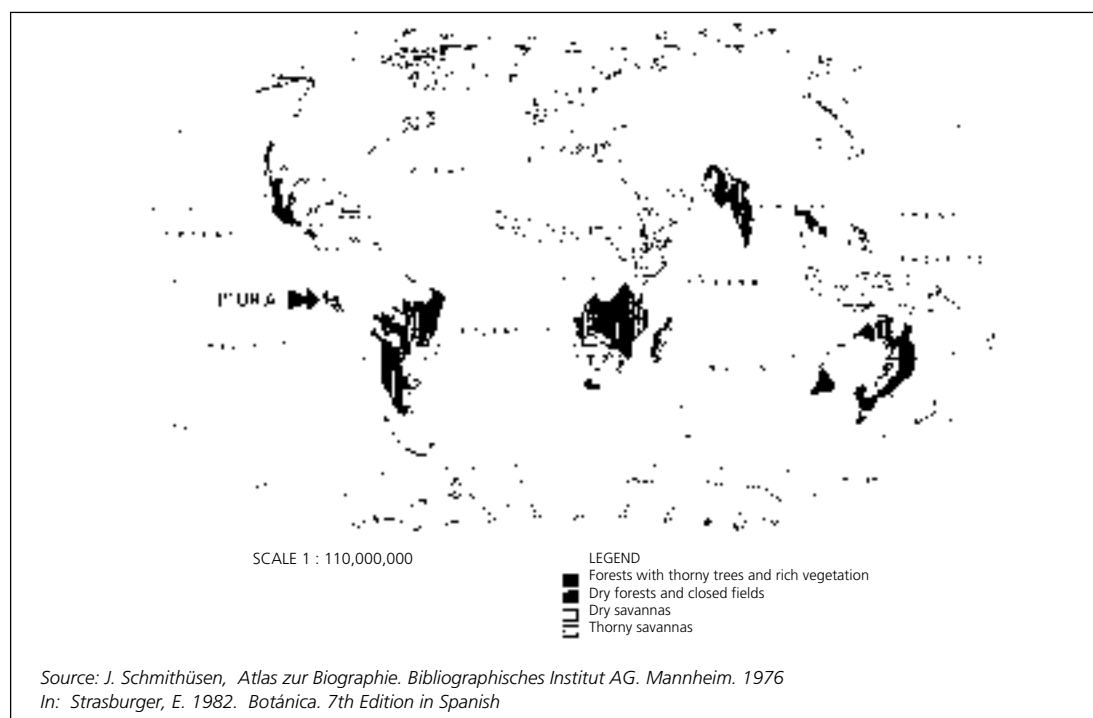 SCALE 1 : 110,000,000
LEGEND
Forests with thorny trees and rich vegetation
Dry forests and closed fields
Dry savannas
Thorny savannas
Source: J. Schmithüsen, Atlas zur Biographie. Bibliographisches Institut AG. Mannheim. 1976
In: Strasburger, E. 1982. Botánica. 7th Edition in Spanish